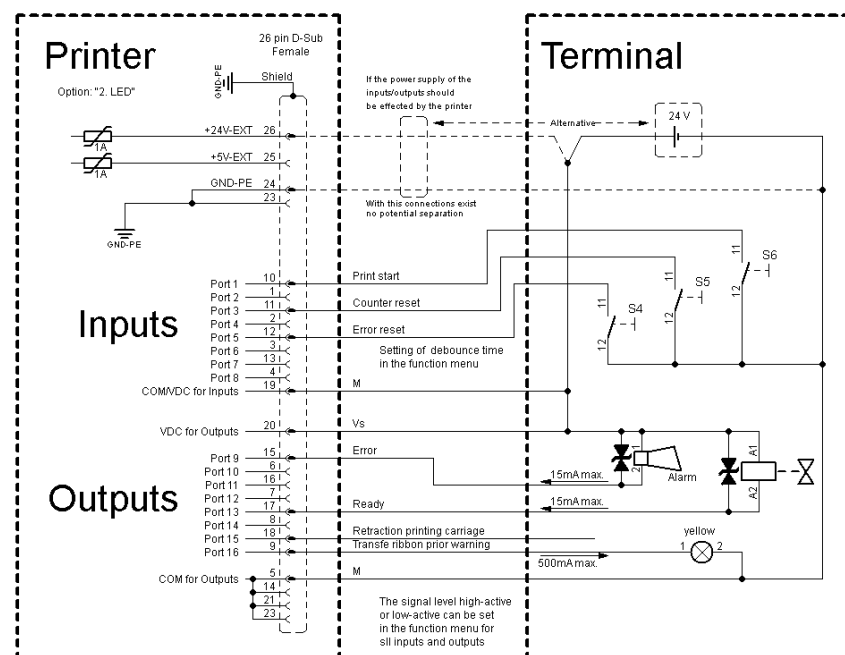 Printer
Option: "2. LED"
26 pin D-Sub
Female
GND-PE
Shield
If the power supply of the
inputs/outputs should
be effected by the printer
Terminal
Alternative
24 V
1A
+24V-EXT 26
1A
+5V-EXT 25
GND-PE 24
23
GND-PE
With this connections exist
no potential separation
Inputs
Port 1 10 Print start
Port 2 1
Port 3 11 Counter reset
Port 4 2
Port 5 12 Error reset
Port 6 3
Port 7 13
Port 8 4
COM/VDC for Inputs 19 M
Setting of debounce time
in the function menu
11 12 S4
11 12 S5
11 12 S6
Outputs
VDC for Outputs 20 Vs
Port 9 15 Error
Port 10 6
Port 11 16
Port 12 7
Port 13 17 Ready
Port 14 8
Port 15 18 Retraction printing carriage
Port 16 9 Transfe ribbon prior warning
COM for Outputs 5 M
14
21
23
15mA max.
15mA max.
500mA max.
1 2 Alarm
A1 A2
yellow
1 2
The signal level high-active
or low-active can be set
in the function menu for
sll inputs and outputs